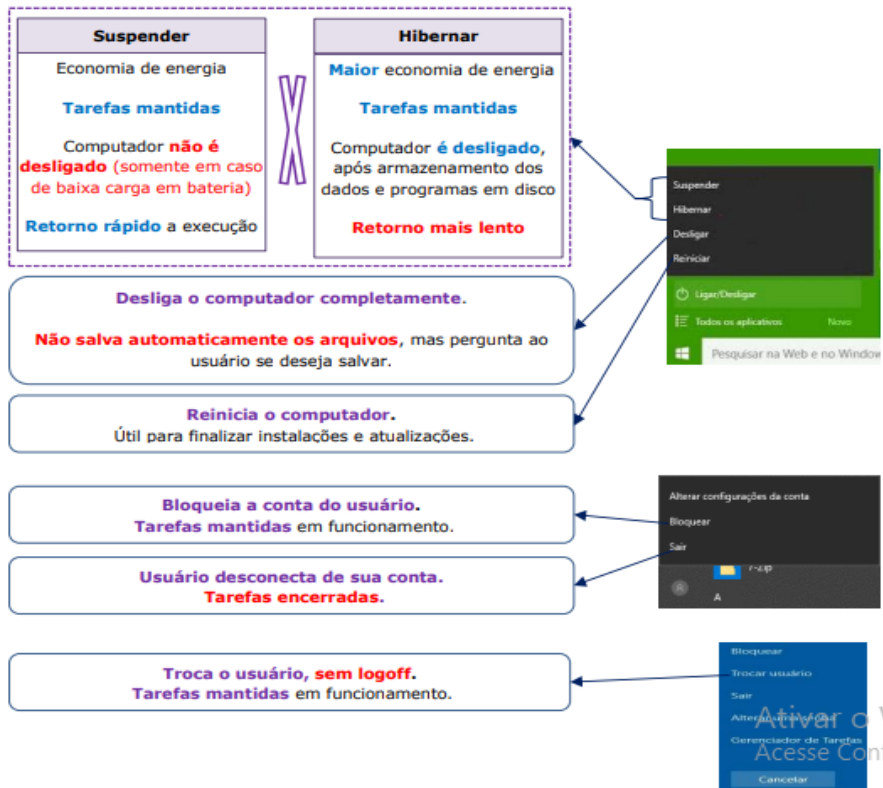 Suspender
Economia de energia
Tarefas mantidas
Computador não é
desligado (somente em caso
de baixa carga em bateria)
Retorno rápido a execução
X
Hibernar
Maior economia de energia
Tarefas mantidas
Computador é desligado,
após armazenamento dos
dados e programas em disco
Retorno mais lento
Suspender
Hibernar
Desligar
Reiniciar
Ligar/Desligar
Todos os aplicativos Novo
Pesquisar na Web e no Window
Desliga o computador completamente.
Não salva automaticamente os arquivos, mas pergunta ao
usuário se deseja salvar.
Reinicia o computador.
Útil para finalizar instalações e atualizações.
Bloqueia a conta do usuário.
Tarefas mantidas em funcionamento.
Usuário desconecta de sua conta.
Tarefas encerradas.
Alterar configurações da conta
Bloquear
Sair
7-Zip
A
Troca o usuário, sem logoff.
Tarefas mantidas em funcionamento.
Bloquear
Trocar usuário
Sair
Alterar uma senha
Gerenciador de Tarefas
Cancelar
Ativar o
Acesse Con